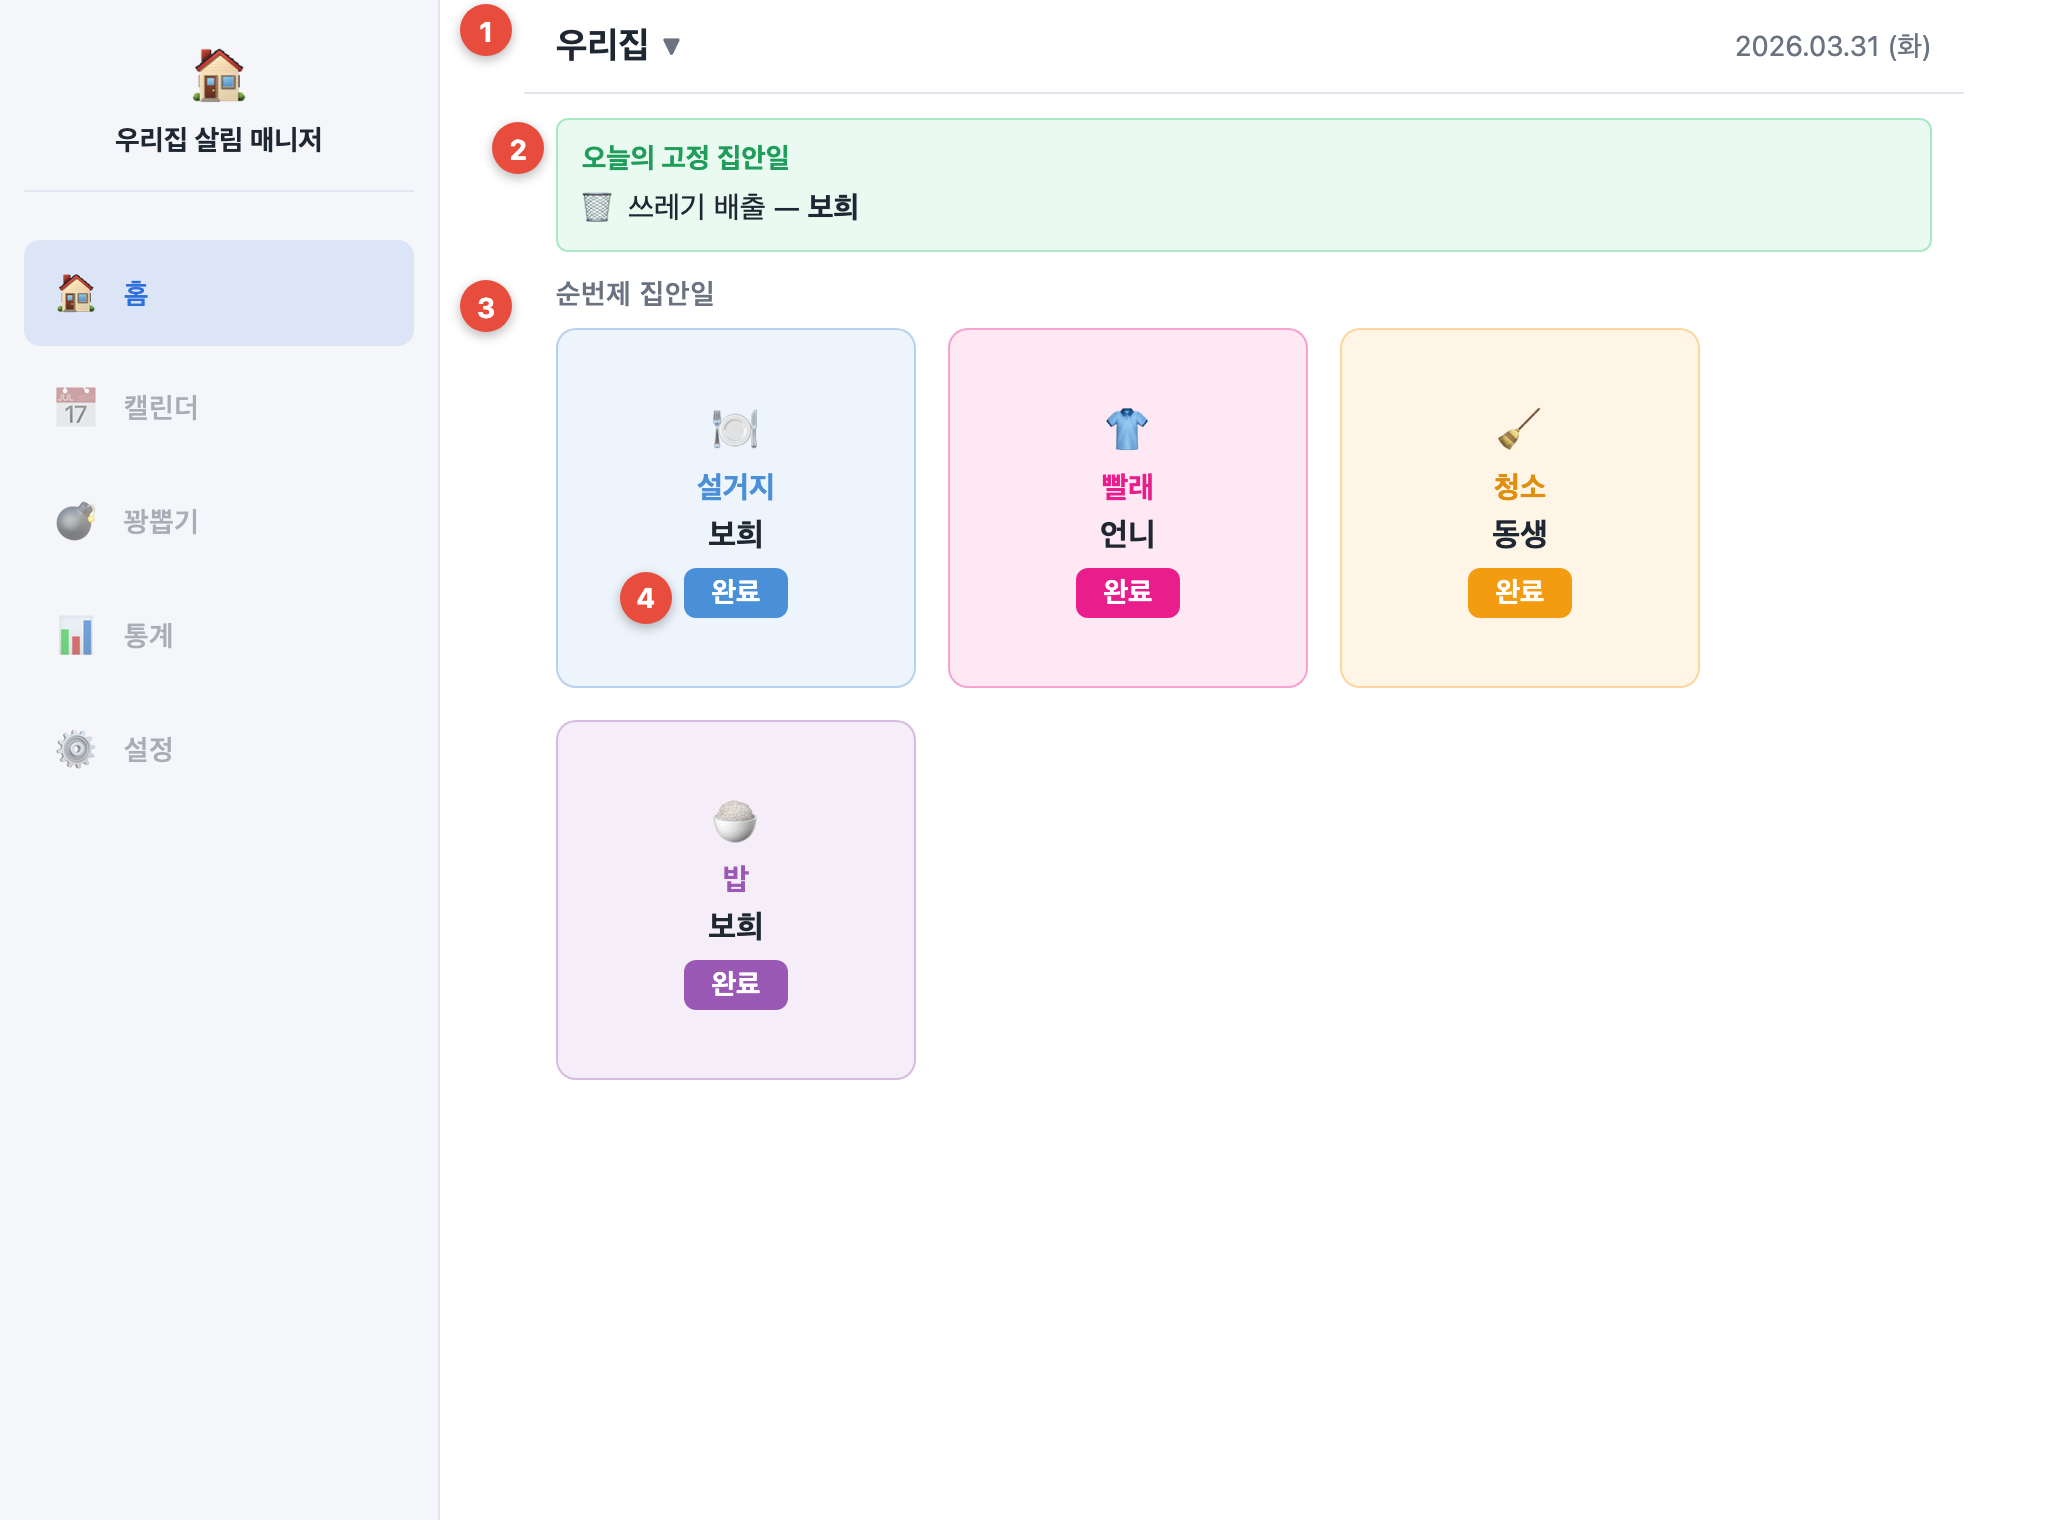 우리집 살림 매니저
홈
JUL
17
캘린더
꽝뽑기
통계
설정
1
우리집 ▼
2026.03.31 (화)
2
오늘의 고정 집안일
쓰레기 배출 — 보희
3
순번제 집안일
설거지
보희
4
완료
빨래
언니
완료
청소
동생
완료
밥
보희
완료